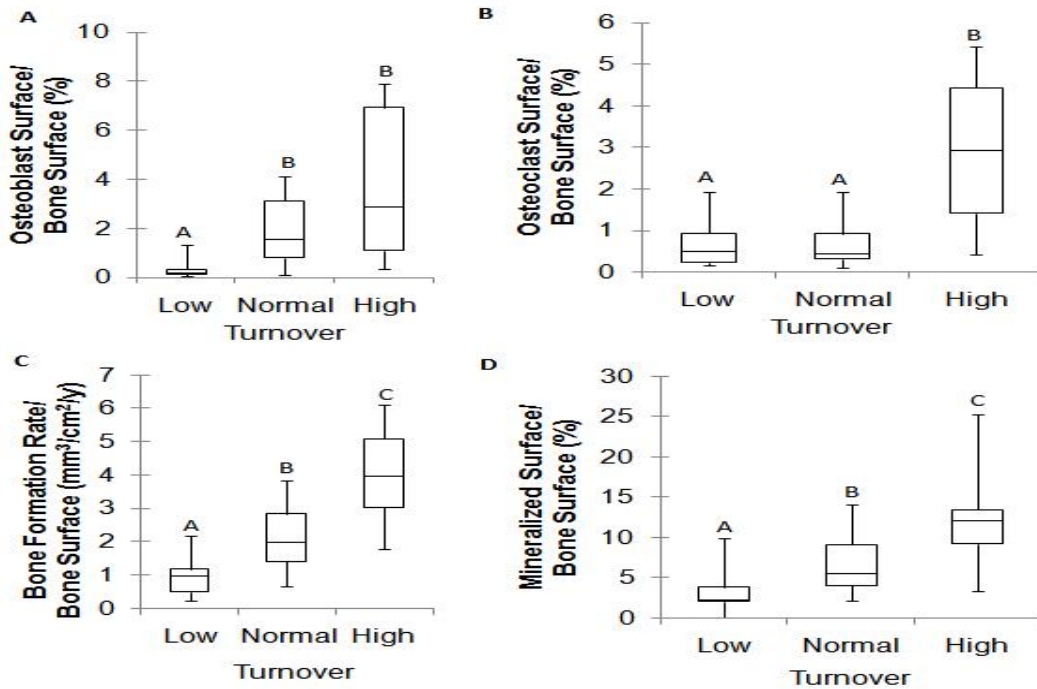 A
Osteoblast Surface/
Bone Surface (%)
10
8
6
4
2
0
A
B
B
Low Normal High
Turnover
B
Osteoclast Surface/
Bone Surface (%)
6
5
4
3
2
1
0
A
A
B
Low Normal High
Turnover
C
Bone Formation Rate/
Bone Surface (mm³/cm²/y)
7
6
5
4
3
2
1
0
A
B
C
Low Normal High
Turnover
D
Mineralized Surface/
Bone Surface (%)
30
25
20
15
10
5
0
A
B
C
Low Normal High
Turnover